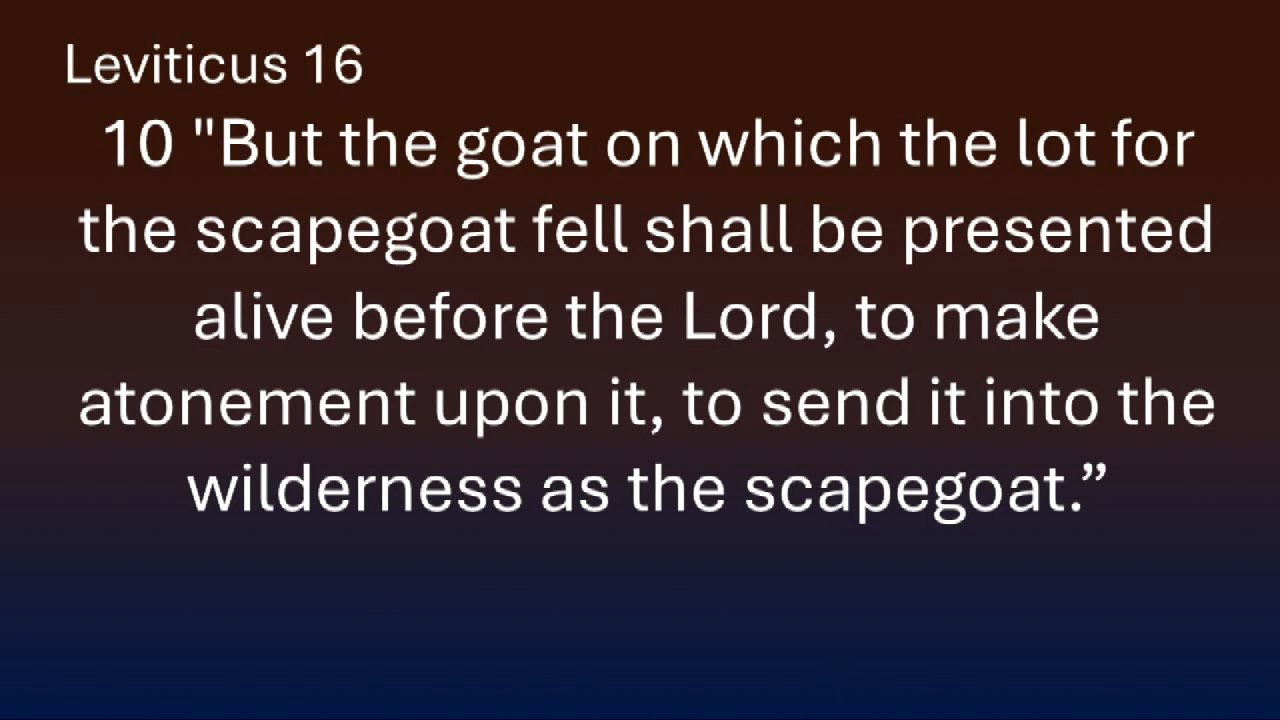 Leviticus 16
10 "But the goat on which the lot for
the scapegoat fell shall be presented
alive before the Lord, to make
atonement upon it, to send it into the
wilderness as the scapegoat.”